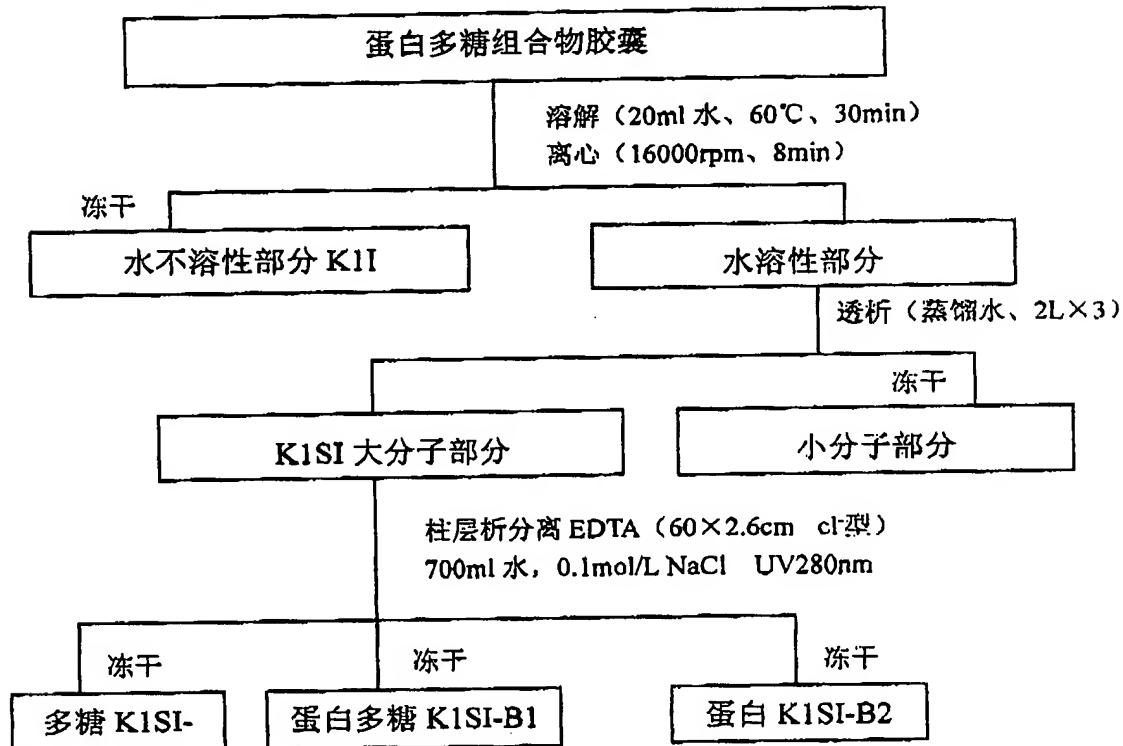 蛋白多糖组合物胶囊
溶解（20ml 水、60℃、30min）
离心（16000rpm、8min）
冻干
水不溶性部分 K1I
水溶性部分
透析（蒸馏水、2L×3）
冻干
K1SI 大分子部分
小分子部分
柱层析分离 EDTA（60×2.6cm cl-型）
700ml 水，0.1mol/L NaCl UV280nm
冻干
冻干
冻干
多糖 K1SI-
蛋白多糖 K1SI-B1
蛋白 K1SI-B2